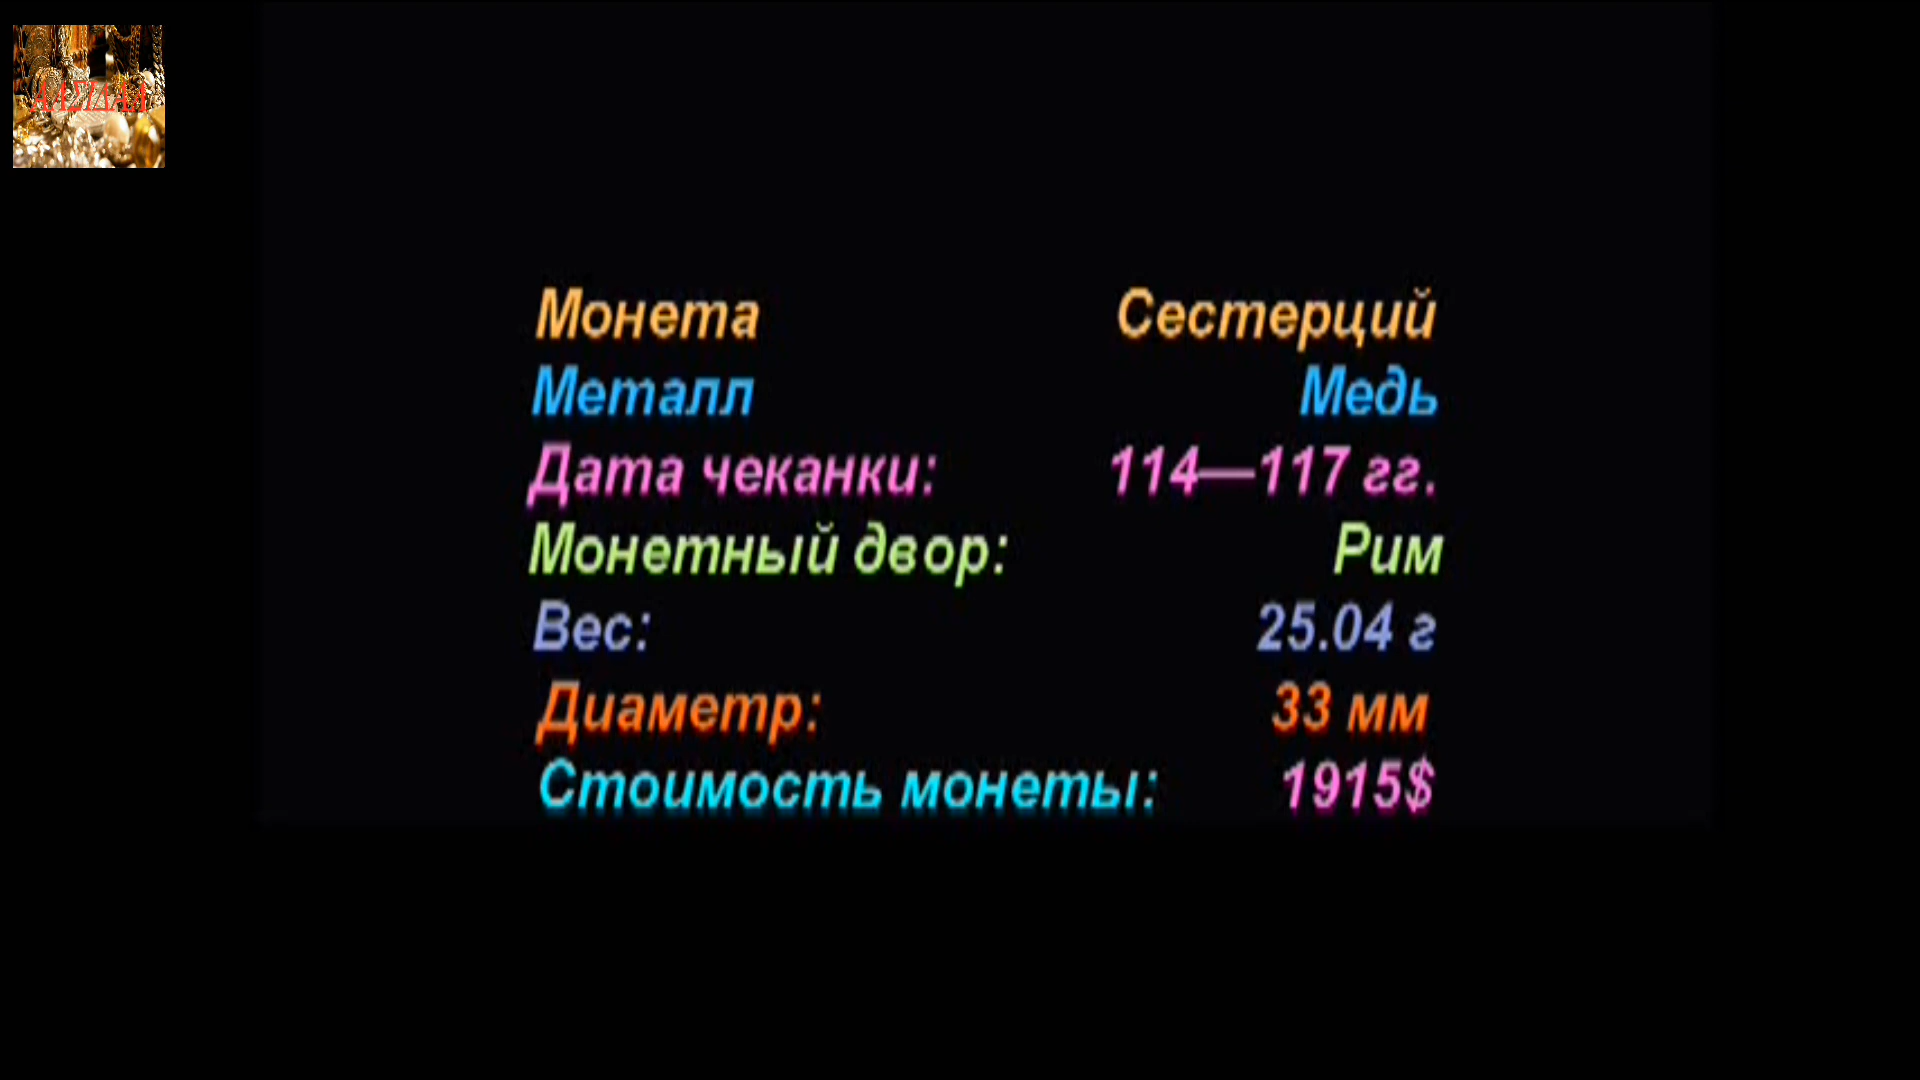 Монета Сестерций
Металл Медь
Дата чеканки: 114—117 гг.
Монетный двор: Рим
Вес: 25.04 г
Диаметр: 33 мм
Стоимость монеты: 1915$